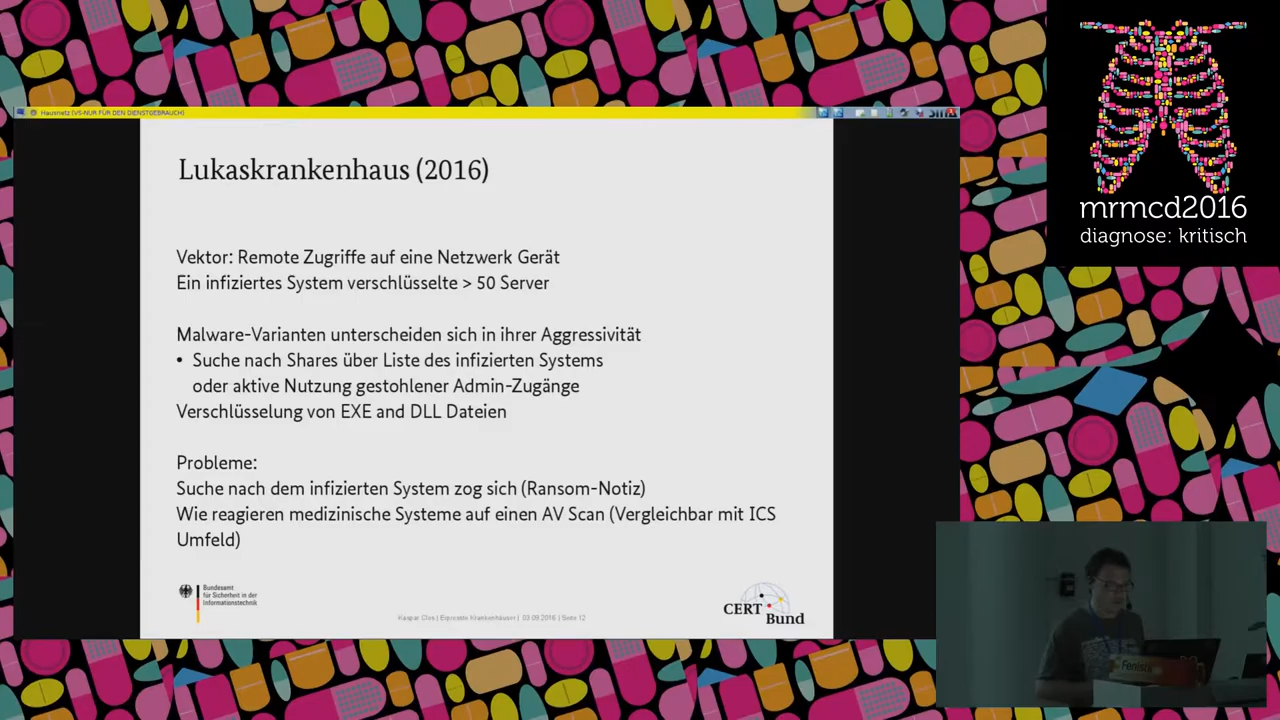 Hausnetz (VS-NUR FÜR DEN DIENSTGEBRAUCH)
SINA
Lukaskrankenhaus (2016)
Vektor: Remote Zugriffe auf eine Netzwerk Gerät
Ein infiziertes System verschlüsselte > 50 Server
Malware-Varianten unterscheiden sich in ihrer Aggressivität
• Suche nach Shares über Liste des infizierten Systems
oder aktive Nutzung gestohlener Admin-Zugänge
Verschlüsselung von EXE and DLL Dateien
Probleme:
Suche nach dem infizierten System zog sich (Ransom-Notiz)
Wie reagieren medizinische Systeme auf einen AV Scan (Vergleichbar mit ICS
Umfeld)
Bundesamt
für Sicherheit in der
Informationstechnik
Kaspar Clos | Erpresste Krankenhäuser | 03.09.2016 | Seite 12
CERT
Bund
mrmcd2016
diagnose: kritisch